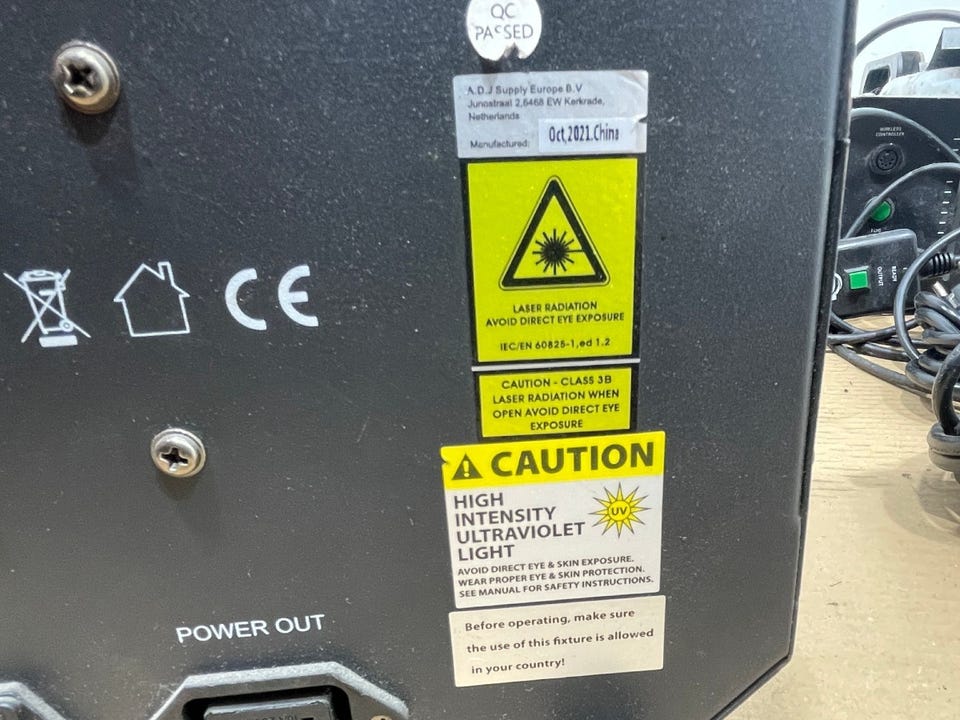 QC
PASSED
A.D.J Supply Europe B.V
Junostraat 2,6468 EW Kerkrade,
Netherlands
Manufactured: Oct,2021.China
LASER RADIATION
AVOID DIRECT EYE EXPOSURE
IEC/EN 60825-1,ed 1.2
CAUTION - CLASS 3B
LASER RADIATION WHEN
OPEN AVOID DIRECT EYE
EXPOSURE
CE
CAUTION
HIGH
INTENSITY
ULTRAVIOLET
LIGHT
UV
AVOID DIRECT EYE & SKIN EXPOSURE.
WEAR PROPER EYE & SKIN PROTECTION.
SEE MANUAL FOR SAFETY INSTRUCTIONS.
Before operating, make sure
the use of this fixture is allowed
in your country!
POWER OUT
WIRELESS
CONTROLLER
READY
OUTPUT